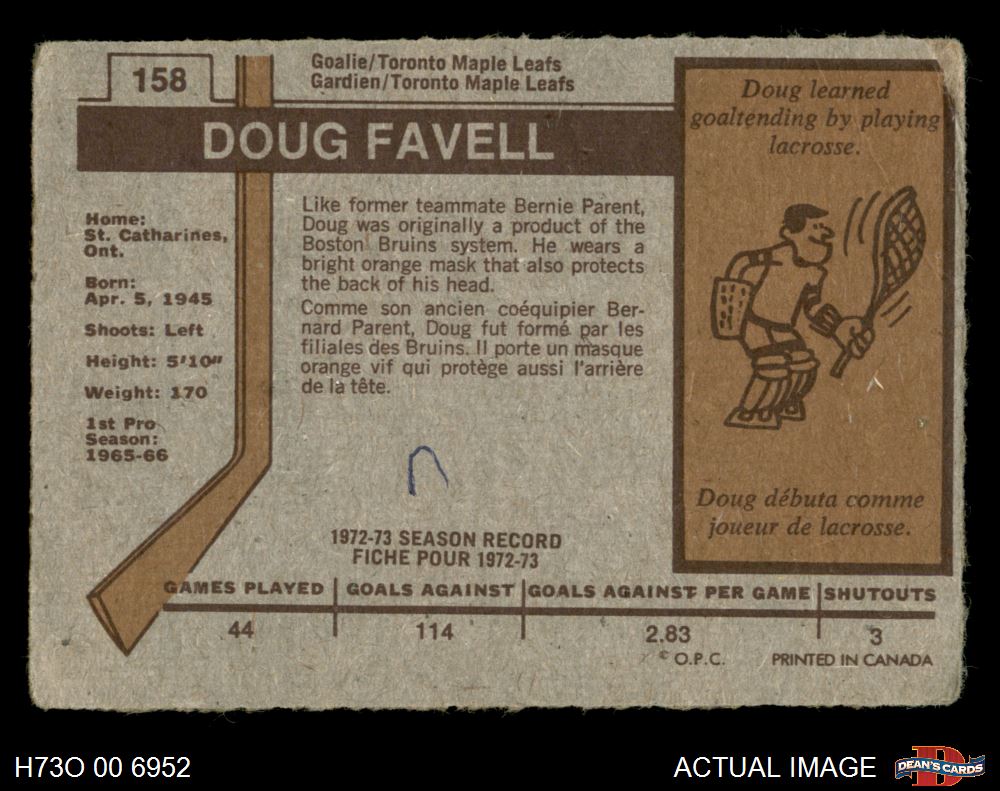 158
Goalie/Toronto Maple Leafs
Gardien/Toronto Maple Leafs
DOUG FAVELL
Home:
St. Catharines,
Ont.
Born:
Apr. 5, 1945
Shoots: Left
Height: 5'10"
Weight: 170
1st Pro
Season:
1965-66
Like former teammate Bernie Parent,
Doug was originally a product of the
Boston Bruins system. He wears a
bright orange mask that also protects
the back of his head.
Comme son ancien coéquipier Ber-
nard Parent, Doug fut formé par les
filiales des Bruins. Il porte un masque
orange vif qui protège aussi l'arrière
de la tête.
Doug learned
goaltending by playing
lacrosse.
Doug débuta comme
joueur de lacrosse.
1972-73 SEASON RECORD
FICHE POUR 1972-73
GAMES PLAYED GOALS AGAINST GOALS AGAINST PER GAME SHUTOUTS
44 114 2.83 3
© O.P.C. PRINTED IN CANADA
H73O 00 6952 ACTUAL IMAGE DEAN'S CARDS